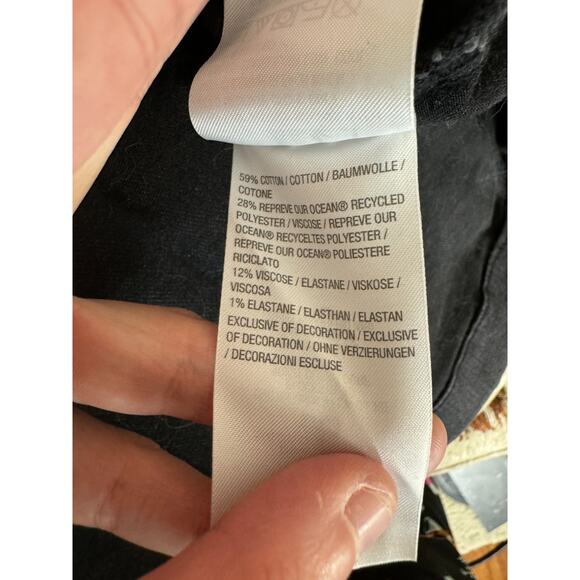 59% COTTON / COTTON / BAUMWOLLE /
COTONE
28% REPREVE OUR OCEAN® RECYCLED
POLYESTER / VISCOSE / REPREVE OUR
OCEAN® RECYCELTES POLYESTER /
REPREVE OUR OCEAN® POLIESTERE
RICICLATO
12% VISCOSE / ELASTANE / VISKOSE /
VISCOSA
1% ELASTANE / ELASTHAN / ELASTAN
EXCLUSIVE OF DECORATION / EXCLUSIVE
OF DECORATION / OHNE VERZIERUNGEN
/ DECORAZIONI ESCLUSE